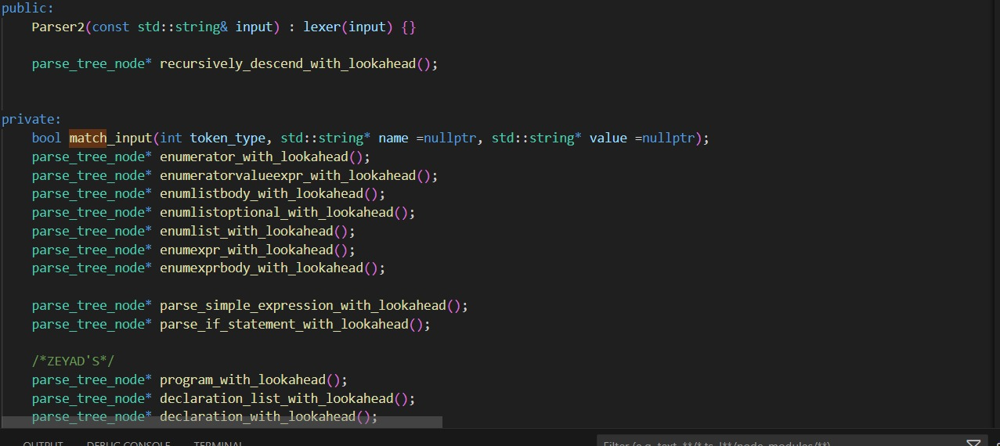 public:
    Parser2(const std::string& input) : lexer(input) {}
    parse_tree_node* recursively_descend_with_lookahead();
private:
    bool match_input(int token_type, std::string* name =nullptr, std::string* value =nullptr);
    parse_tree_node* enumerator_with_lookahead();
    parse_tree_node* enumeratorvalueexpr_with_lookahead();
    parse_tree_node* enumlistbody_with_lookahead();
    parse_tree_node* enumlistoptional_with_lookahead();
    parse_tree_node* enumlist_with_lookahead();
    parse_tree_node* enumexpr_with_lookahead();
    parse_tree_node* enumexprbody_with_lookahead();
    parse_tree_node* parse_simple_expression_with_lookahead();
    parse_tree_node* parse_if_statement_with_lookahead();
    /*ZEYAD'S*/
    parse_tree_node* program_with_lookahead();
    parse_tree_node* declaration_list_with_lookahead();
    parse_tree_node* declaration_with_lookahead();
OUTPUT DEBUG CONSOLE TERMINAL Filter (e.g. text, **/*.ts, !**/node_modules/**)